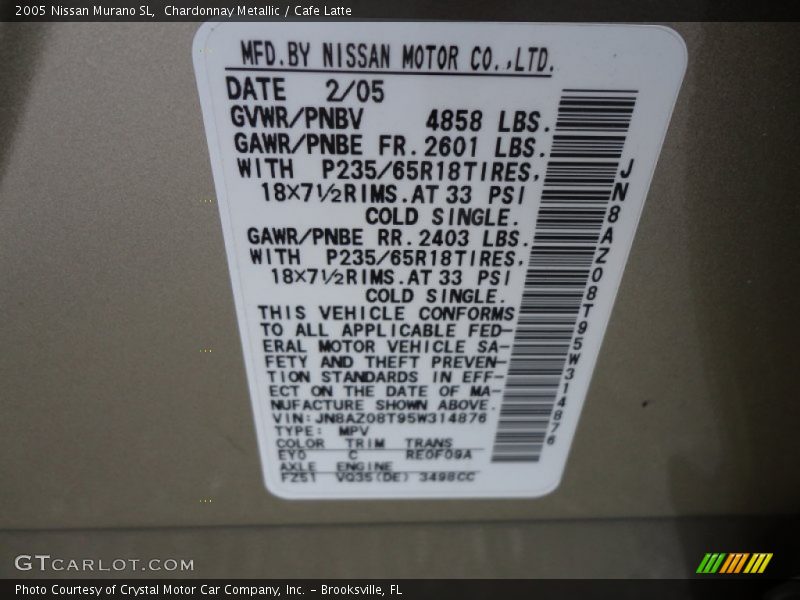 2005 Nissan Murano SL,  Chardonnay Metallic / Cafe Latte
MFD.BY NISSAN MOTOR CO.,LTD.
DATE 2/05
GVWR/PNBV 4858 LBS.
GAWR/PNBE FR. 2601 LBS.
WITH P235/65R18TIRES,
18×7½RIMS.AT 33 PSI
COLD SINGLE.
GAWR/PNBE RR. 2403 LBS.
WITH P235/65R18TIRES,
18×7½RIMS.AT 33 PSI
COLD SINGLE.
THIS VEHICLE CONFORMS
TO ALL APPLICABLE FED-
ERAL MOTOR VEHICLE SA-
FETY AND THEFT PREVEN-
TION STANDARDS IN EFF-
ECT ON THE DATE OF MA-
NUFACTURE SHOWN ABOVE.
VIN:JN8AZ08T95W314876
TYPE: MPV
COLOR TRIM TRANS
EY0 C RE0F09A
AXLE ENGINE
FZ51 VQ35(DE) 3498CC
JN8AZ08T95W314876
GTCARLOT.COM
Photo Courtesy of Crystal Motor Car Company, Inc. – Brooksville, FL